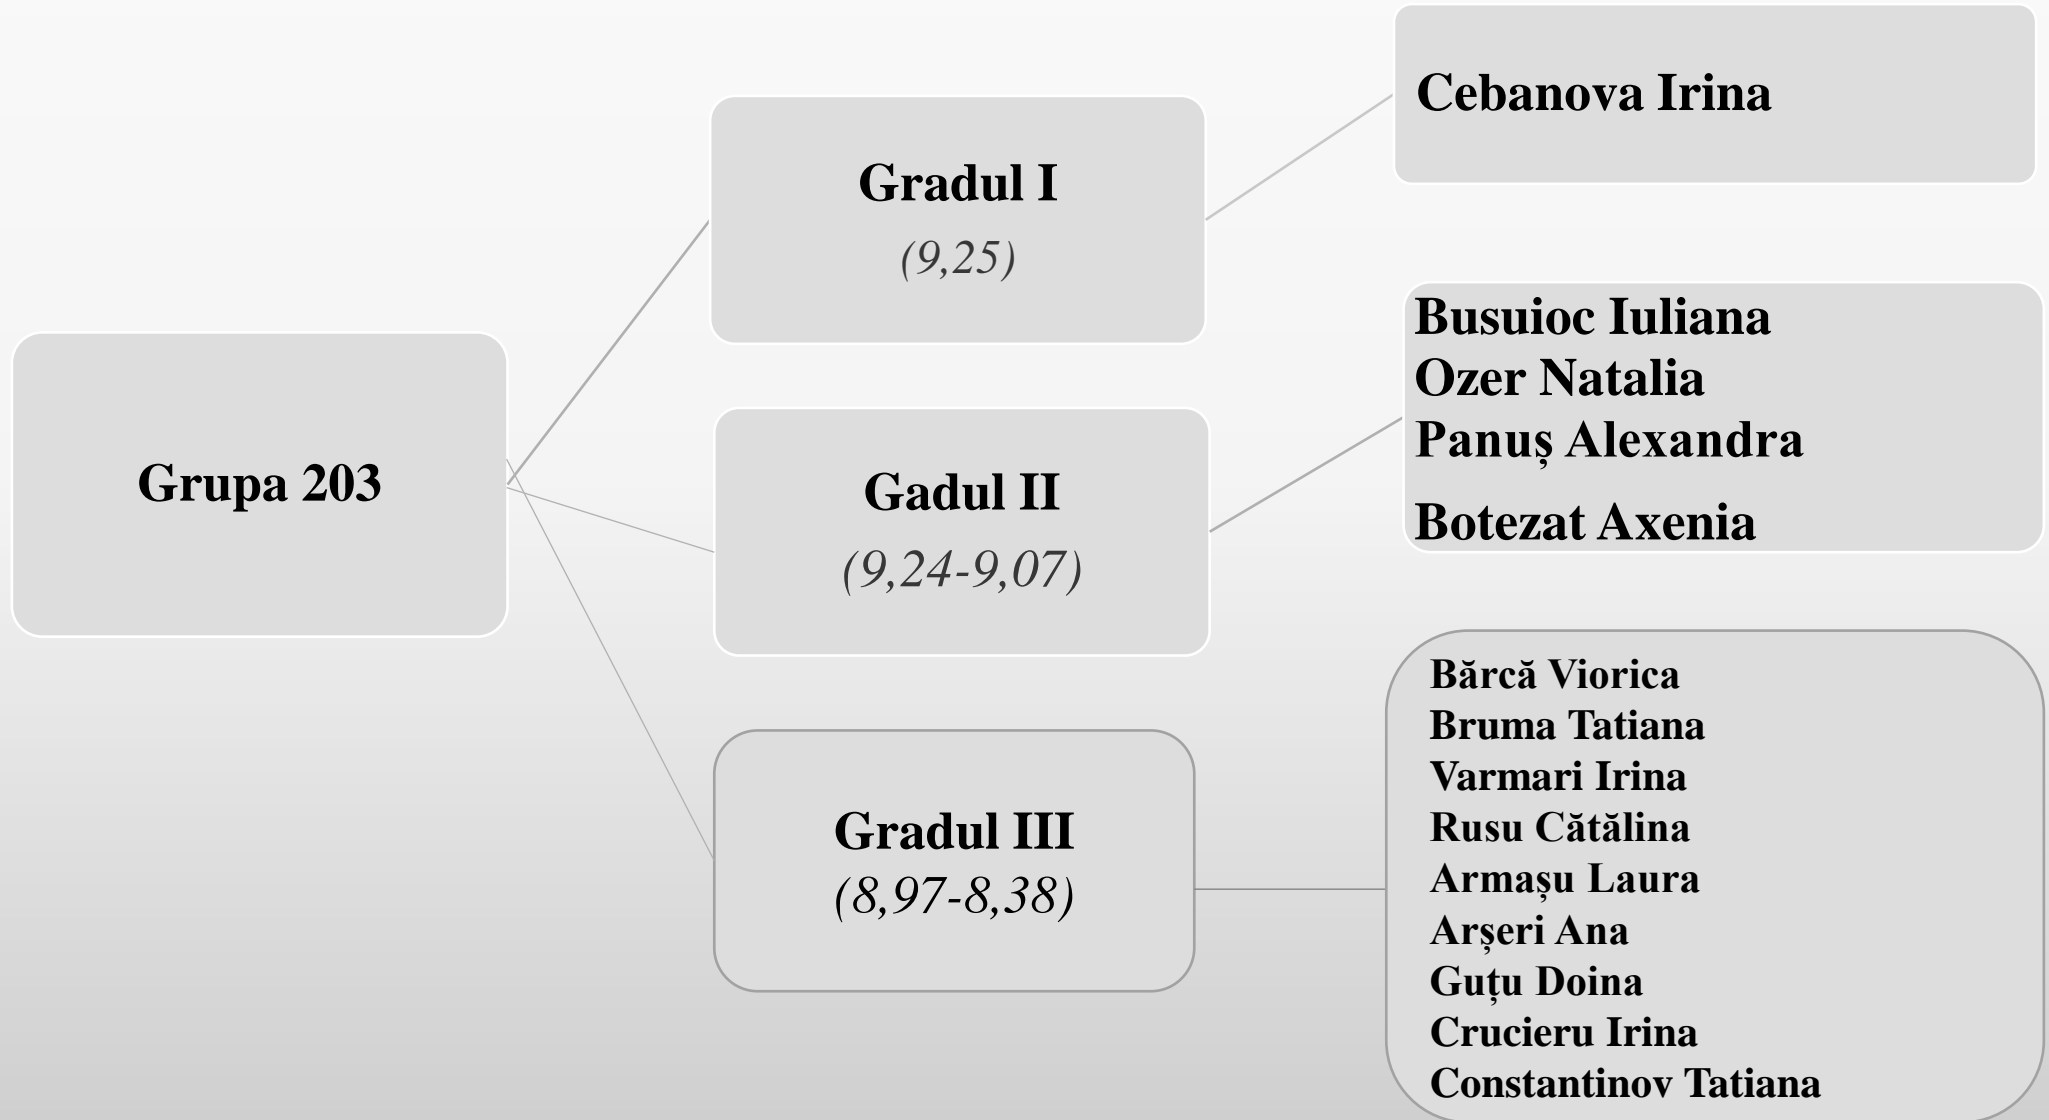 Grupa 203
Gradul I
(9,25)
Cebanova Irina
Gadul II
(9,24-9,07)
Busuioc Iuliana
Ozer Natalia
Panuș Alexandra
Botezat Axenia
Gradul III
(8,97-8,38)
Bărcă Viorica
Bruma Tatiana
Varmari Irina
Rusu Cătălina
Armașu Laura
Arșeri Ana
Guțu Doina
Crucieru Irina
Constantinov Tatiana